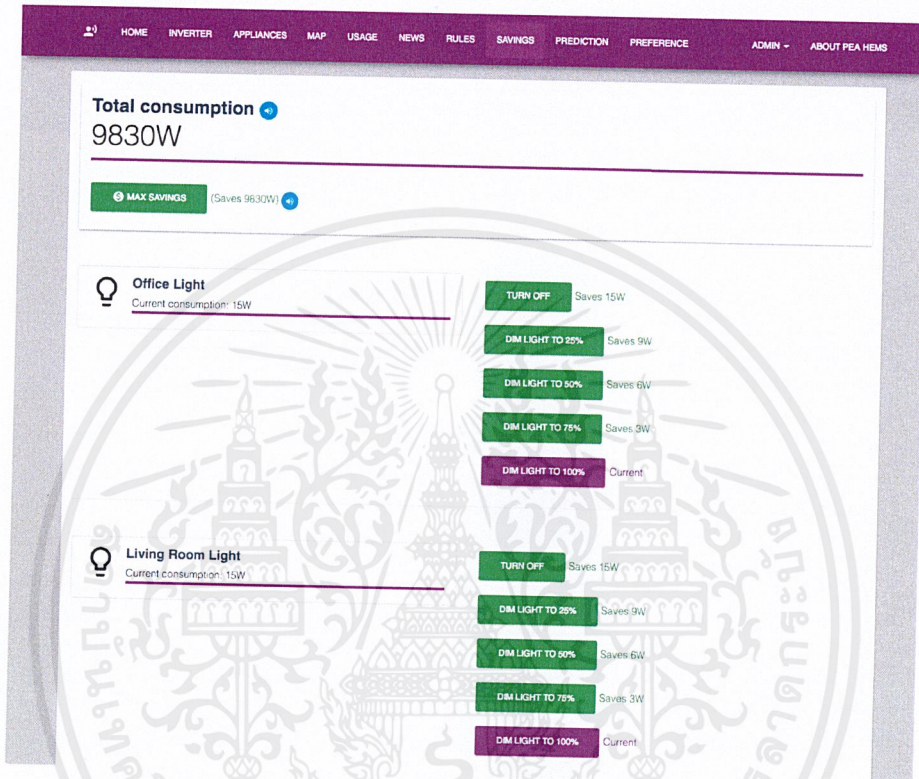 HOME INVERTER APPLIANCES MAP USAGE NEWS RULES SAVINGS PREDICTION PREFERENCE ADMIN ABOUT PEA HEMS
Total consumption
9830W
MAX SAVINGS (Saves 9830W)
Office Light
Current consumption: 15W
TURN OFF Saves 15W
DIM LIGHT TO 25% Saves 9W
DIM LIGHT TO 50% Saves 6W
DIM LIGHT TO 75% Saves 3W
DIM LIGHT TO 100% Current
Living Room Light
Current consumption: 15W
TURN OFF Saves 15W
DIM LIGHT TO 25% Saves 9W
DIM LIGHT TO 50% Saves 6W
DIM LIGHT TO 75% Saves 3W
DIM LIGHT TO 100% Current